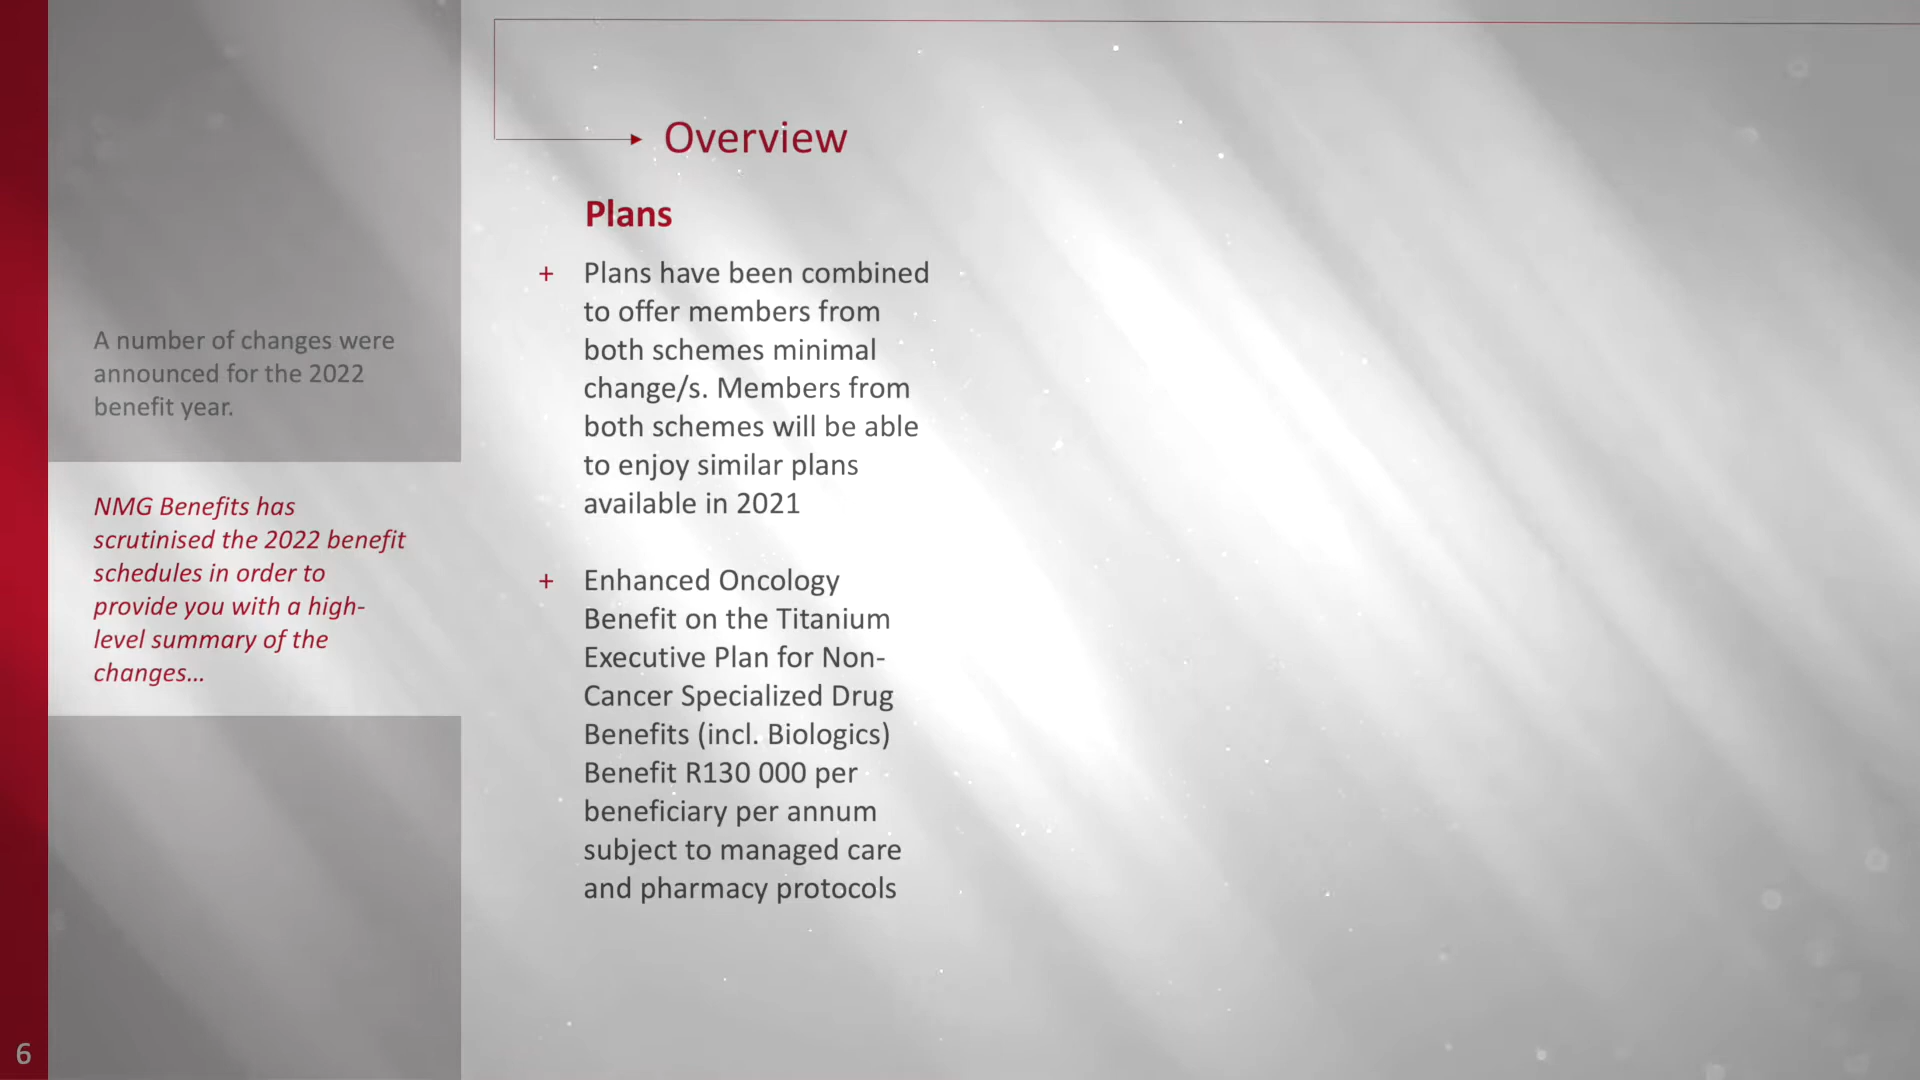 A number of changes were
announced for the 2022
benefit year.
NMG Benefits has
scrutinised the 2022 benefit
schedules in order to
provide you with a high-
level summary of the
changes...
Overview
Plans
+ Plans have been combined
to offer members from
both schemes minimal
change/s. Members from
both schemes will be able
to enjoy similar plans
available in 2021
+ Enhanced Oncology
Benefit on the Titanium
Executive Plan for Non-
Cancer Specialized Drug
Benefits (incl. Biologics)
Benefit R130 000 per
beneficiary per annum
subject to managed care
and pharmacy protocols
6